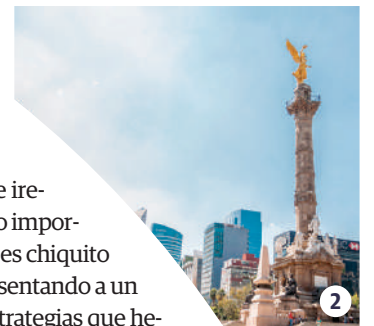 e ire-
o impor-
es chiquito
sentando a un
trategias que he-
2